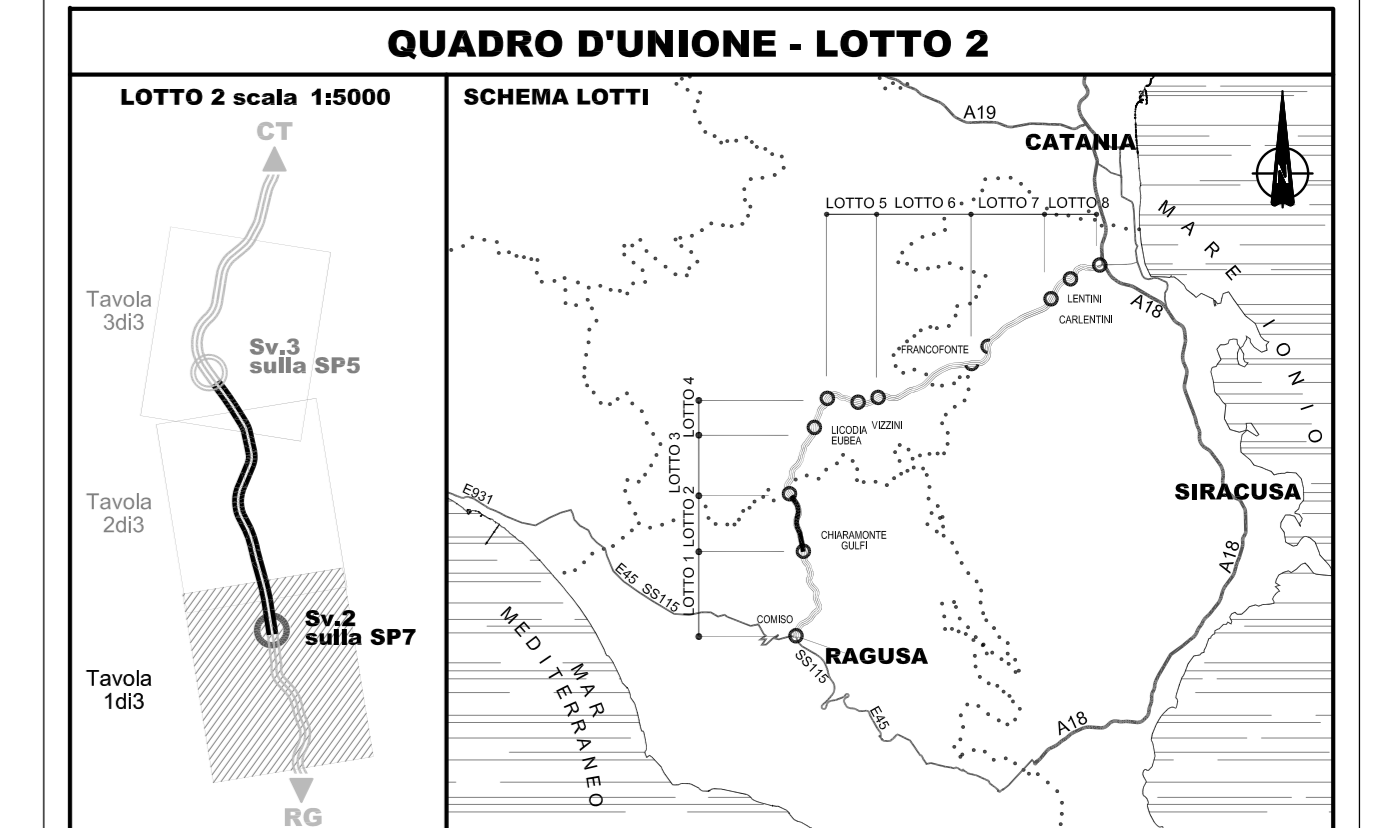 QUADRO D'UNIONE - LOTTO 2
LOTTO 2 scala 1:5000
CT
Tavola
3di3
Sv.3
sulla SP5
Tavola
2di3
Sv.2
sulla SP7
Tavola
1di3
RG
SCHEMA LOTTI
A19
CATANIA
N
LOTTO 5
LOTTO 6
LOTTO 7
LOTTO 8
MARE IONIO
LENTINI
CARLENTINI
A18
FRANCOFONTE
LOTTO 4
LOTTO 3
LOTTO 2
LOTTO 1
LICODIA
EUBEA
VIZZINI
E931
SIRACUSA
CHIARAMONTE
GULFI
A18
E45 SS115
COMISO
RAGUSA
SS115
E45
A18
MAR
MEDITERRANEO